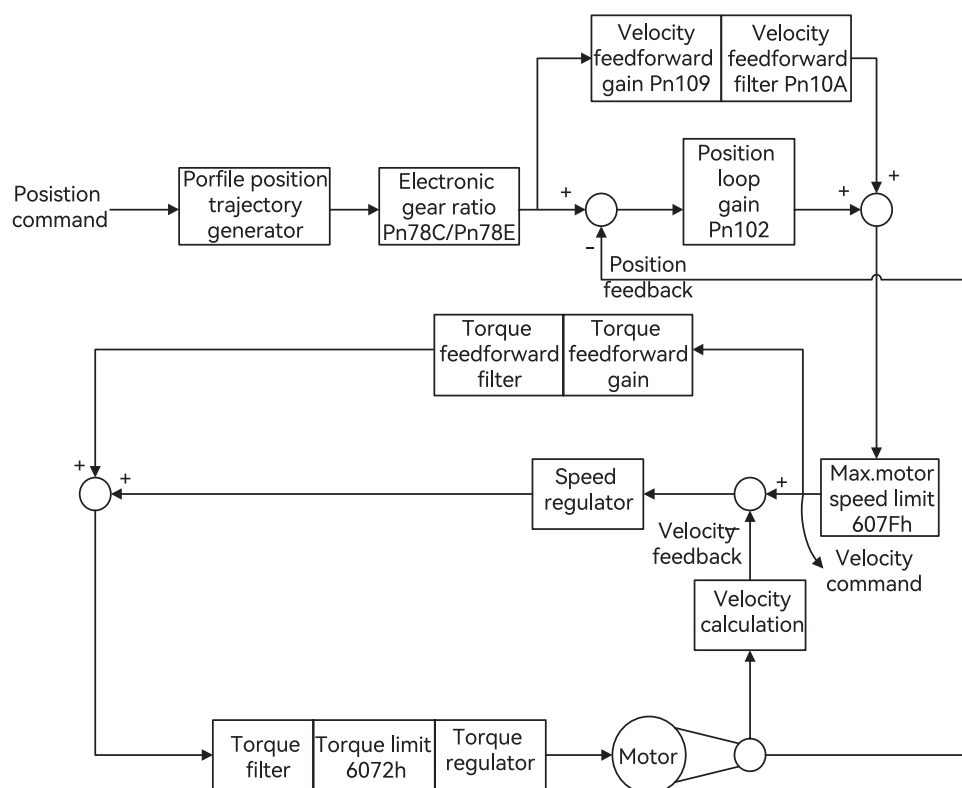 Velocity
feedforward
gain Pn109
Velocity
feedforward
filter Pn10A
Posistion
command
Porfile position
trajectory
generator
Electronic
gear ratio
Pn78C/Pn78E
+
-
Position
loop
gain
Pn102
+
+
Position
feedback
Torque
feedforward
filter
Torque
feedforward
gain
+
+
Speed
regulator
+
-
Max.motor
speed limit
607Fh
Velocity
feedback
Velocity
command
Velocity
calculation
Torque
filter
Torque limit
6072h
Torque
regulator
Motor